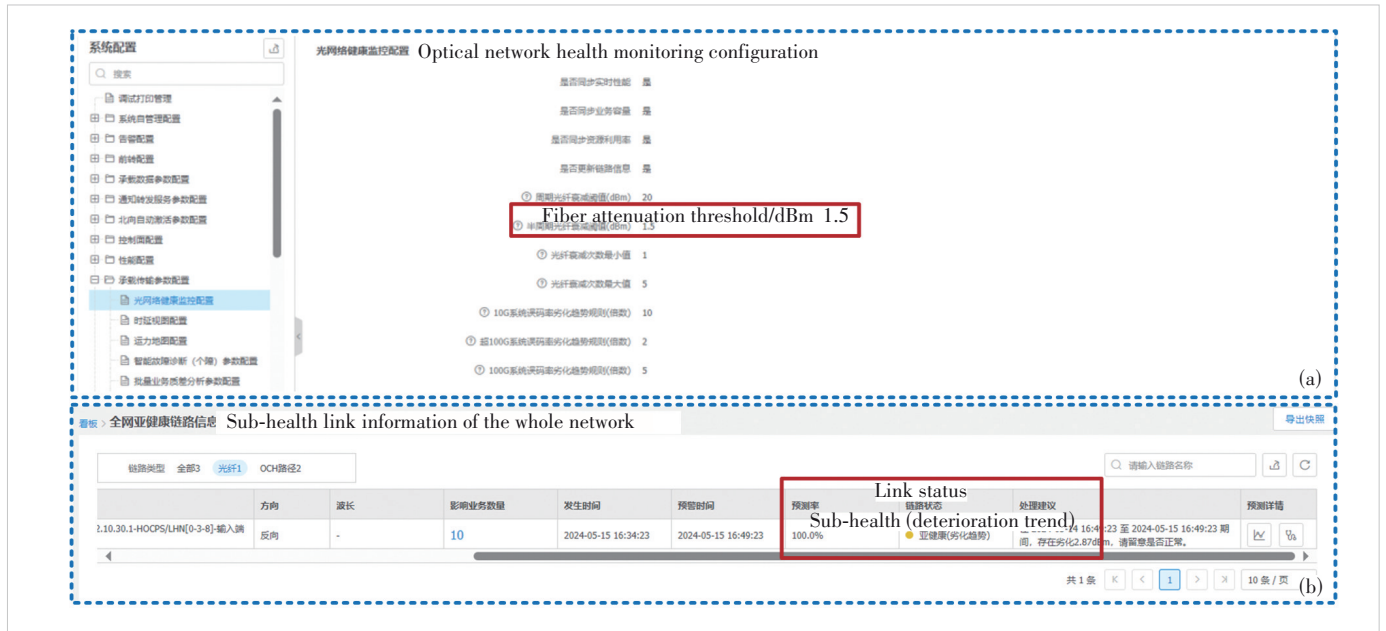 系统配置
搜索
调试打印管理
系统自管理配置
告警配置
前转配置
承载数据参数配置
通知转发服务参数配置
北向自动激活参数配置
控制面配置
性能配置
承载传输参数配置
光网络健康监控配置
时延视图配置
运力地图配置
智能故障诊断（个障）参数配置
批量业务质差分析参数配置
光网络健康监控配置 Optical network health monitoring configuration
是否同步实时性能 是
是否同步业务容量 是
是否同步资源利用率 是
是否更新链路信息 是
周期光纤衰减阈值(dBm) 20
Fiber attenuation threshold/dBm 1.5
半周期光纤衰减阈值(dBm) 1.5
光纤衰减次数最小值 1
光纤衰减次数最大值 5
10G系统误码率劣化趋势规则(倍数) 10
超100G系统误码率劣化趋势规则(倍数) 2
100G系统误码率劣化趋势规则(倍数) 5
(a)
看板 > 全网亚健康链路信息 Sub-health link information of the whole network 导出快照
链路类型 全部3 光纤1 OCH路径2 请输入链路名称
Link status
方向 波长 影响业务数量 发生时间 预警时间 预测率 链路状态 处理建议 预测详情
Sub-health (deterioration trend)
2.10.30.1-HOCPS/LHN[0-3-8]-输入端 反向 - 10 2024-05-15 16:34:23 2024-05-15 16:49:23 100.0% 亚健康(劣化趋势) 14 16:49:23 至 2024-05-15 16:49:23 期
间，存在劣化2.87dBm，请留意是否正常。
共 1 条 1 10 条 / 页
(b)